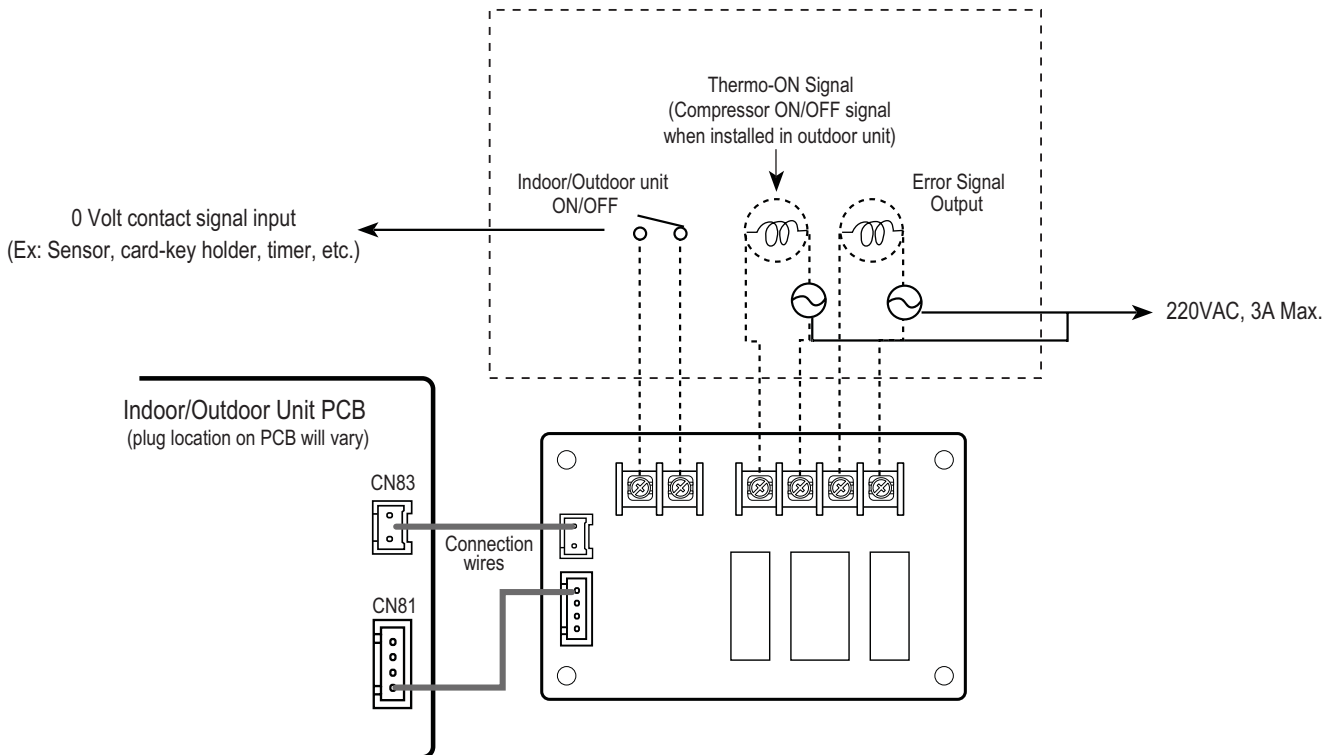 Thermo-ON Signal
(Compressor ON/OFF signal
when installed in outdoor unit)
Indoor/Outdoor unit
ON/OFF
Error Signal
Output
0 Volt contact signal input
(Ex: Sensor, card-key holder, timer, etc.)
220VAC, 3A Max.
Indoor/Outdoor Unit PCB
(plug location on PCB will vary)
CN83
Connection
wires
CN81